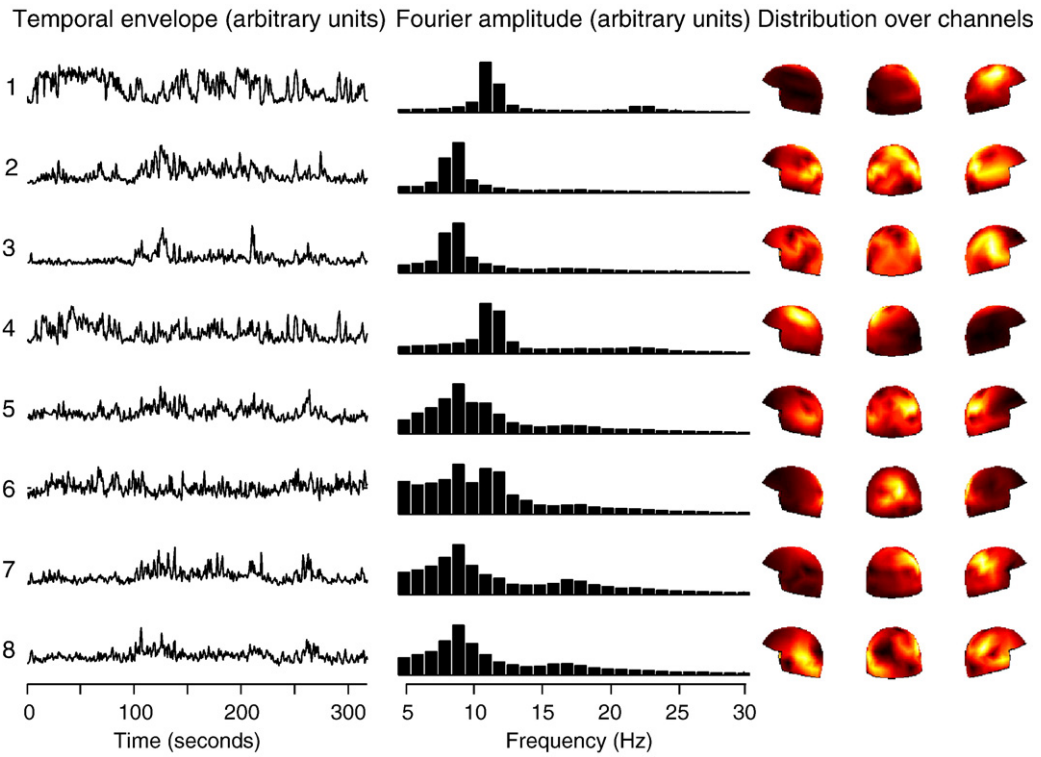 Temporal envelope (arbitrary units) Fourier amplitude (arbitrary units) Distribution over channels
1
2
3
4
5
6
7
8
0 100 200 300 5 10 15 20 25 30
Time (seconds) Frequency (Hz)